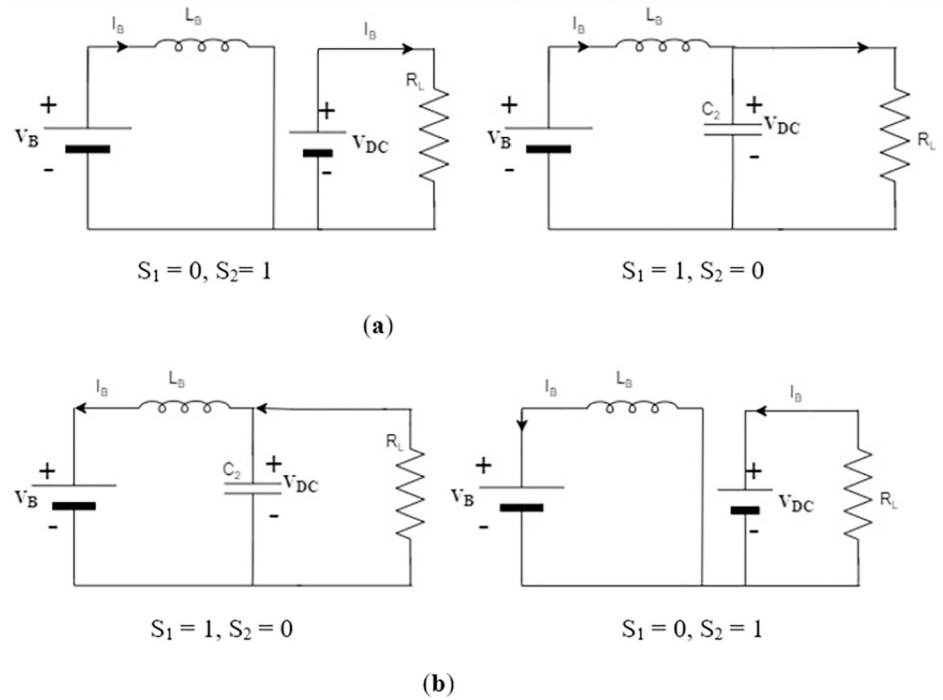 I_B L_B I_B
+ V_B - + V_DC - R_L
S₁ = 0, S₂= 1
I_B L_B
+ V_B - C₂ + V_DC - R_L
S₁ = 1, S₂ = 0
(a)
I_B L_B
+ V_B - C₂ + V_DC - R_L
S₁ = 1, S₂ = 0
I_B L_B I_B
+ V_B - + V_DC - R_L
S₁ = 0, S₂ = 1
(b)